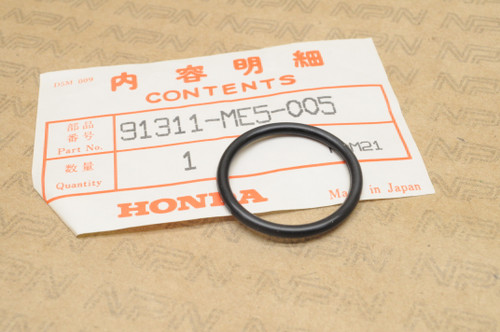 内容明細
CONTENTS
部品番号
Part No.
91311-ME5-005
数量
Quantity
1
HONDA
Made in Japan